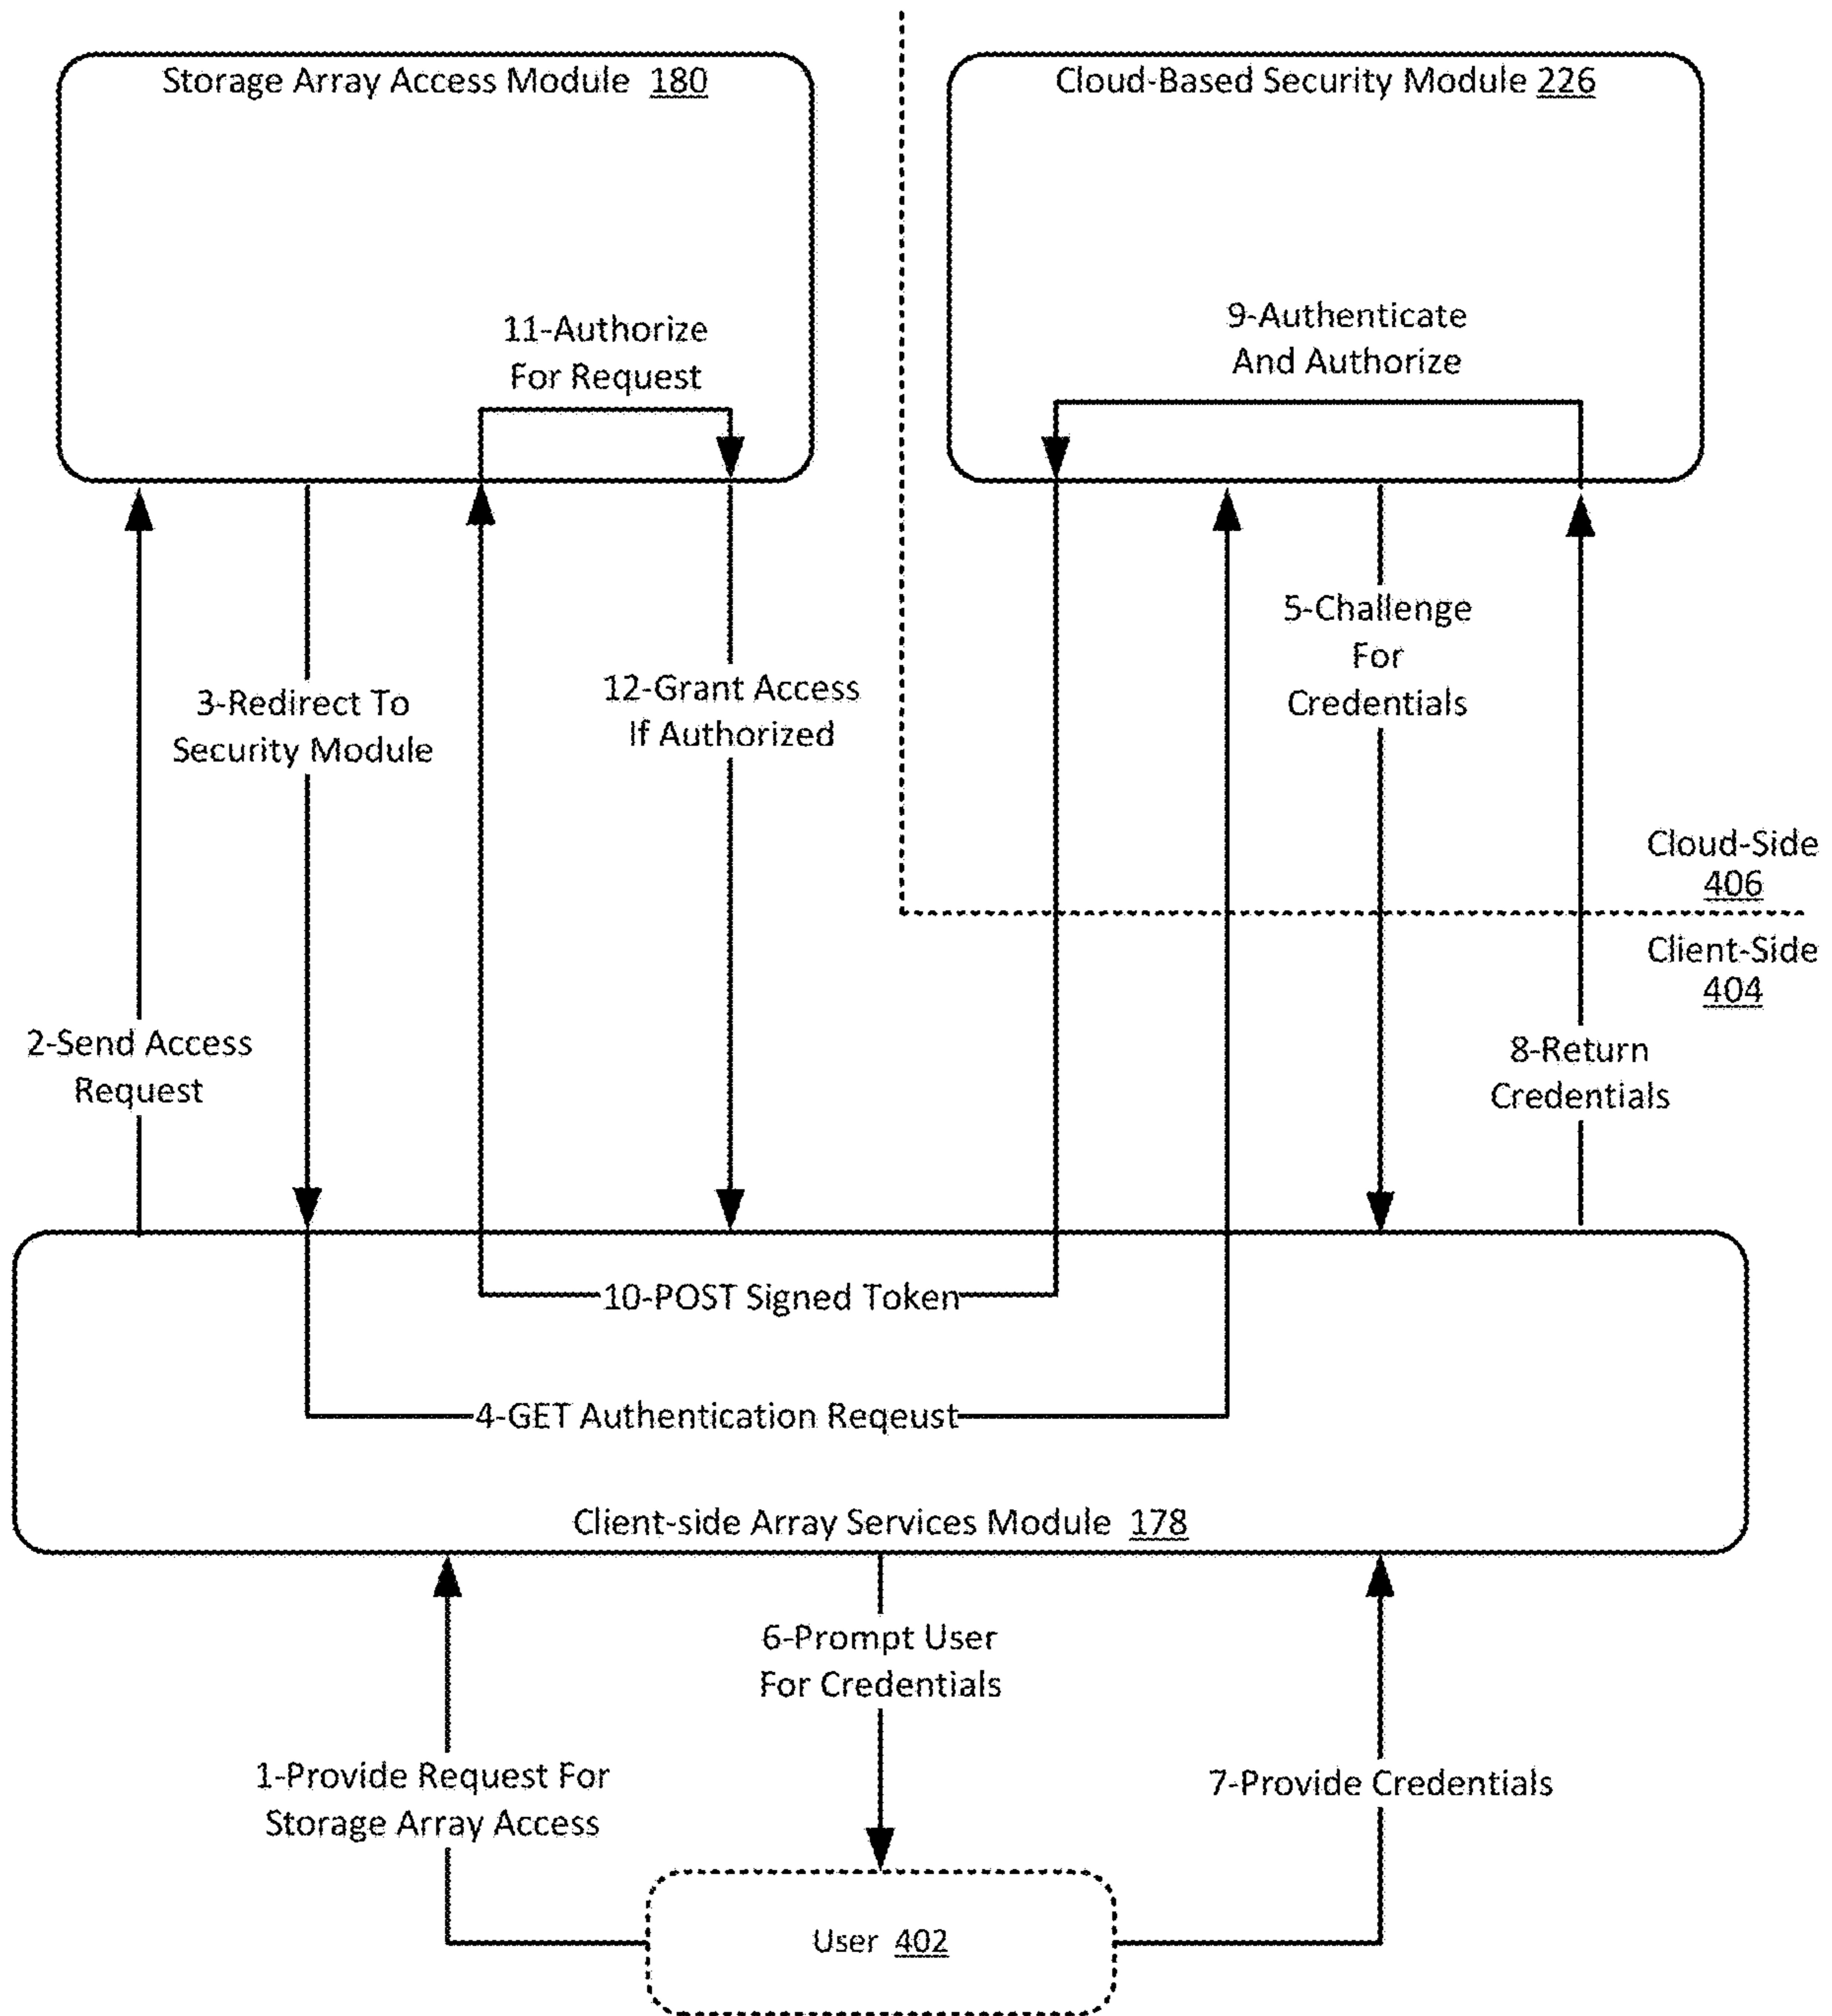 Storage Array Access Module 180
Cloud-Based Security Module 226
11-Authorize
For Request
9-Authenticate
And Authorize
5-Challenge
For
Credentials
3-Redirect To
Security Module
12-Grant Access
If Authorized
Cloud-Side
406
Client-Side
404
2-Send Access
Request
8-Return
Credentials
10-POST Signed Token
4-GET Authentication Reqeust
Client-side Array Services Module 178
6-Prompt User
For Credentials
1-Provide Request For
Storage Array Access
7-Provide Credentials
User 402